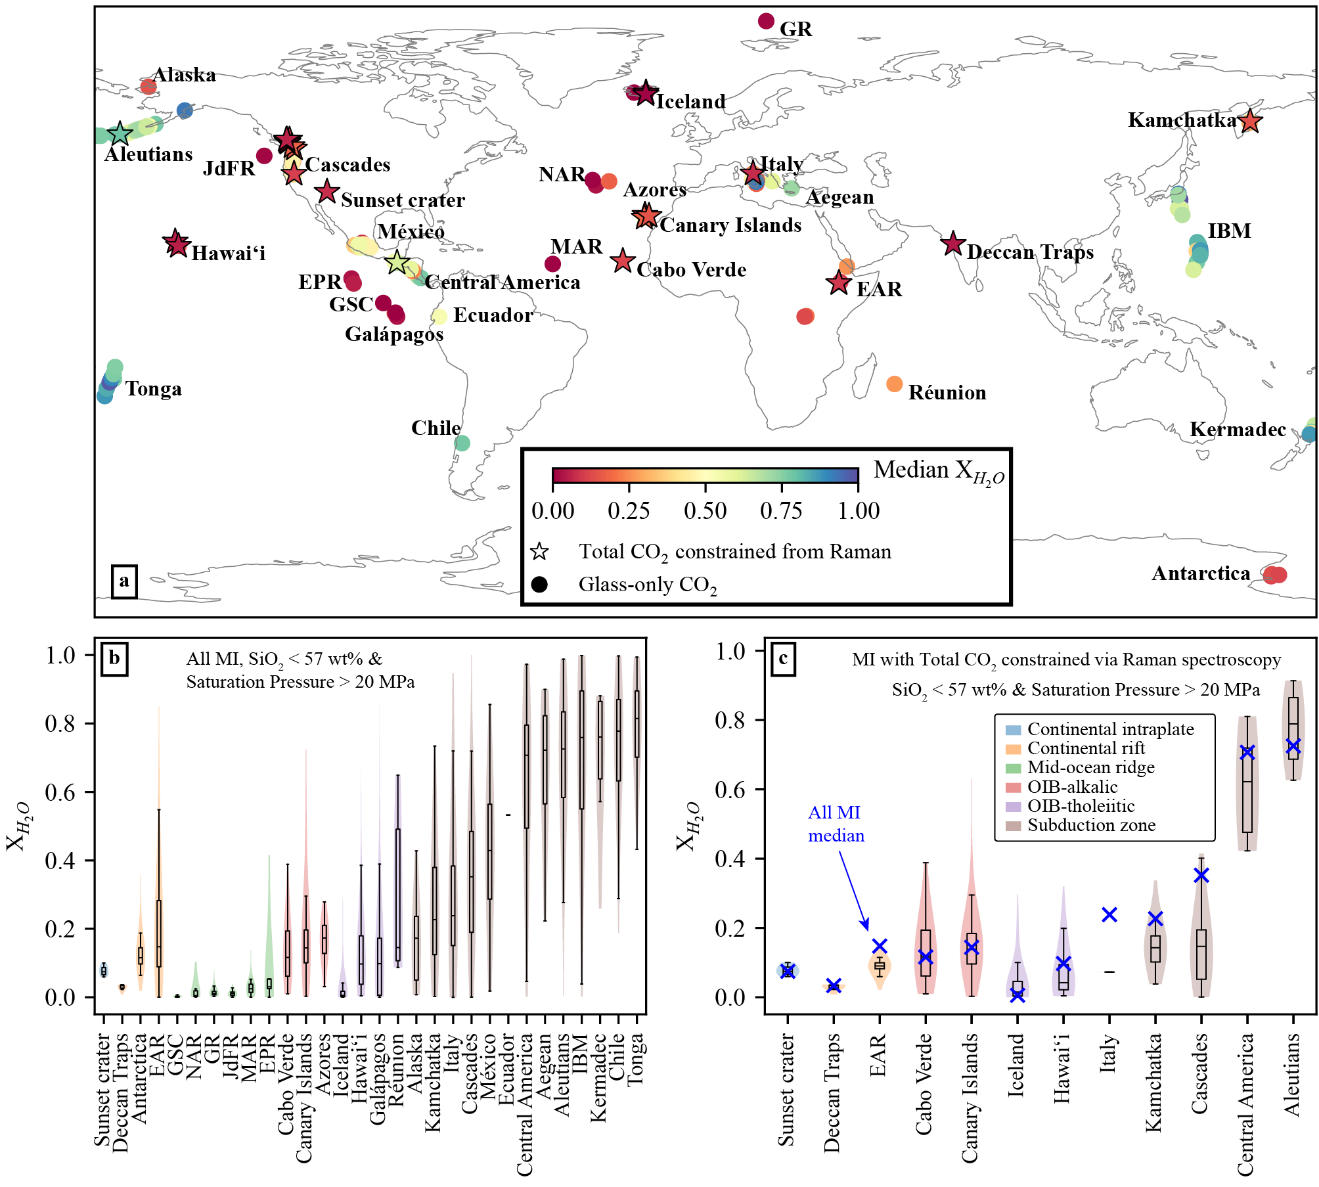 GR
Alaska
Iceland
Kamchatka
Aleutians
JdFR
Cascades
NAR
Italy
Azores
Aegean
Sunset crater
Canary Islands
IBM
México
Hawai‘i
MAR
Deccan Traps
Cabo Verde
EPR
Central America
EAR
GSC
Ecuador
Galápagos
Tonga
Réunion
Chile
Kermadec
Median X_{H_2O}
0.00 0.25 0.50 0.75 1.00
Total CO₂ constrained from Raman
Glass-only CO₂
Antarctica
a
b
All MI, SiO₂ < 57 wt% &
Saturation Pressure > 20 MPa
X_{H_2O}
1.0
0.8
0.6
0.4
0.2
0.0
Sunset crater
Deccan Traps
Antarctica
EAR
GSC
NAR
GR
JdFR
MAR
EPR
Cabo Verde
Canary Islands
Azores
Iceland
Hawai‘i
Galápagos
Réunion
Alaska
Kamchatka
Italy
Cascades
México
Ecuador
Central America
Aegean
Aleutians
IBM
Kermadec
Chile
Tonga
c
MI with Total CO₂ constrained via Raman spectroscopy
SiO₂ < 57 wt% & Saturation Pressure > 20 MPa
Continental intraplate
Continental rift
Mid-ocean ridge
OIB-alkalic
OIB-tholeiitic
Subduction zone
All MI
median
X_{H_2O}
1.0
0.8
0.6
0.4
0.2
0.0
Sunset crater
Deccan Traps
EAR
Cabo Verde
Canary Islands
Iceland
Hawai‘i
Italy
Kamchatka
Cascades
Central America
Aleutians